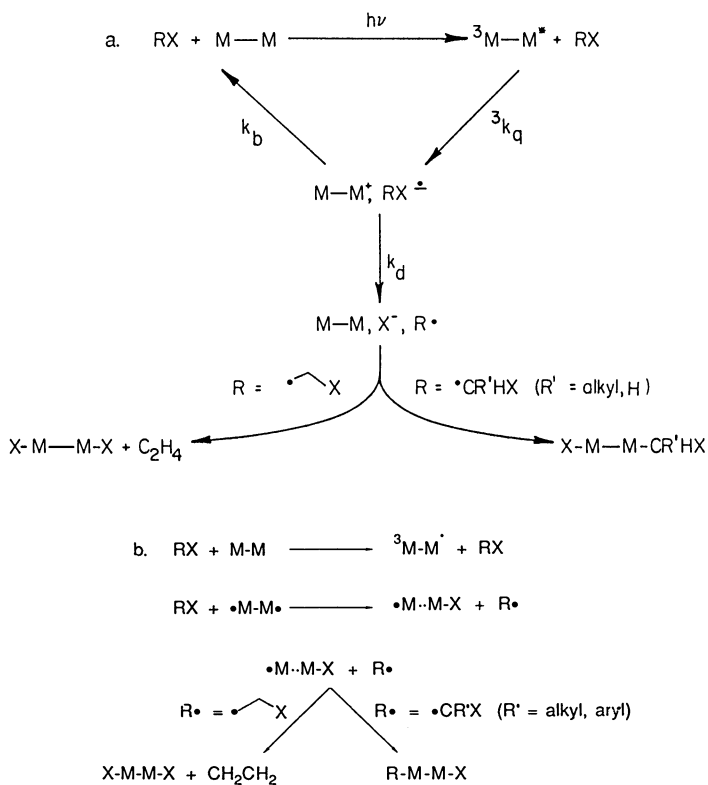 hν
a. RX + M—M ³M—M* + RX
k_b ³k_q
M—M⁺, RX•̲
k_d
M—M, X⁻, R•
R = •X R = •CR'HX (R' = alkyl, H)
X-M—M-X + C₂H₄ X-M—M-CR'HX
b. RX + M-M ³M-M• + RX
RX + •M-M• •M··M-X + R•
•M··M-X + R•
R• = •X R• = •CR'X (R' = alkyl, aryl)
X-M-M-X + CH₂CH₂ R-M-M-X